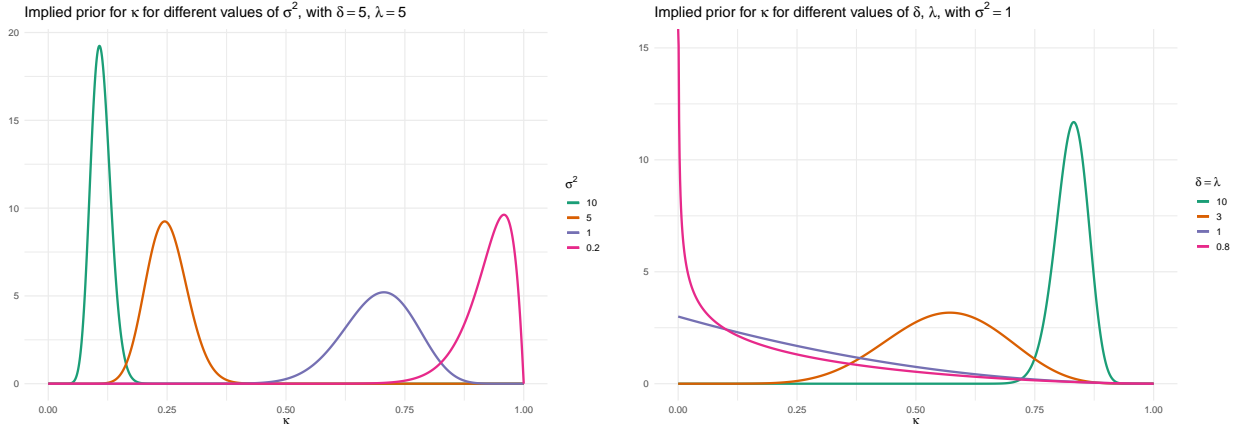 Implied prior for κ for different values of σ², with δ = 5, λ = 5
20
15
10
5
0
0.00 0.25 0.50 0.75 1.00
κ
σ²
10
5
1
0.2
Implied prior for κ for different values of δ, λ, with σ² = 1
15
10
5
0
0.00 0.25 0.50 0.75 1.00
κ
δ = λ
10
3
1
0.8